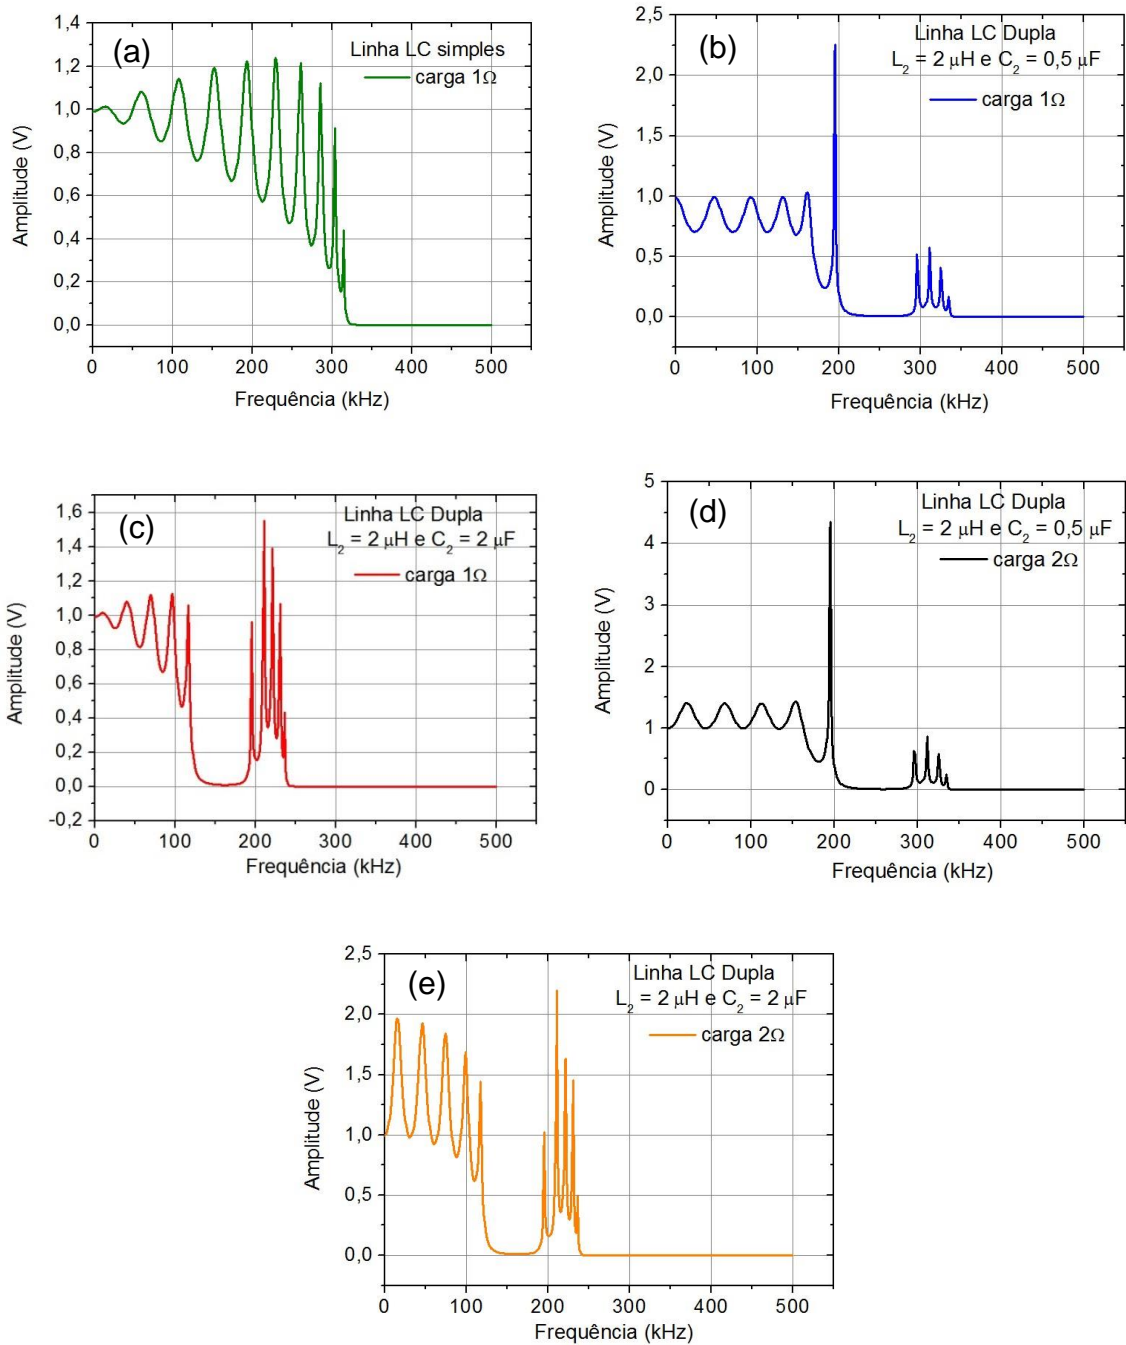 (a)
Linha LC simples
carga 1Ω
Amplitude (V)
1,4
1,2
1,0
0,8
0,6
0,4
0,2
0,0
0 100 200 300 400 500
Frequência (kHz)
(b)
Linha LC Dupla
L2 = 2 μH e C2 = 0,5 μF
carga 1Ω
Amplitude (V)
2,5
2,0
1,5
1,0
0,5
0,0
0 100 200 300 400 500
Frequência (kHz)
(c)
Linha LC Dupla
L2 = 2 μH e C2 = 2 μF
carga 1Ω
Amplitude (V)
1,6
1,4
1,2
1,0
0,8
0,6
0,4
0,2
0,0
-0,2
0 100 200 300 400 500
Frequência (kHz)
(d)
Linha LC Dupla
L2 = 2 μH e C2 = 0,5 μF
carga 2Ω
Amplitude (V)
5
4
3
2
1
0
0 100 200 300 400 500
Frequência (kHz)
(e)
Linha LC Dupla
L2 = 2 μH e C2 = 2 μF
carga 2Ω
Amplitude (V)
2,5
2,0
1,5
1,0
0,5
0,0
0 100 200 300 400 500
Frequência (kHz)